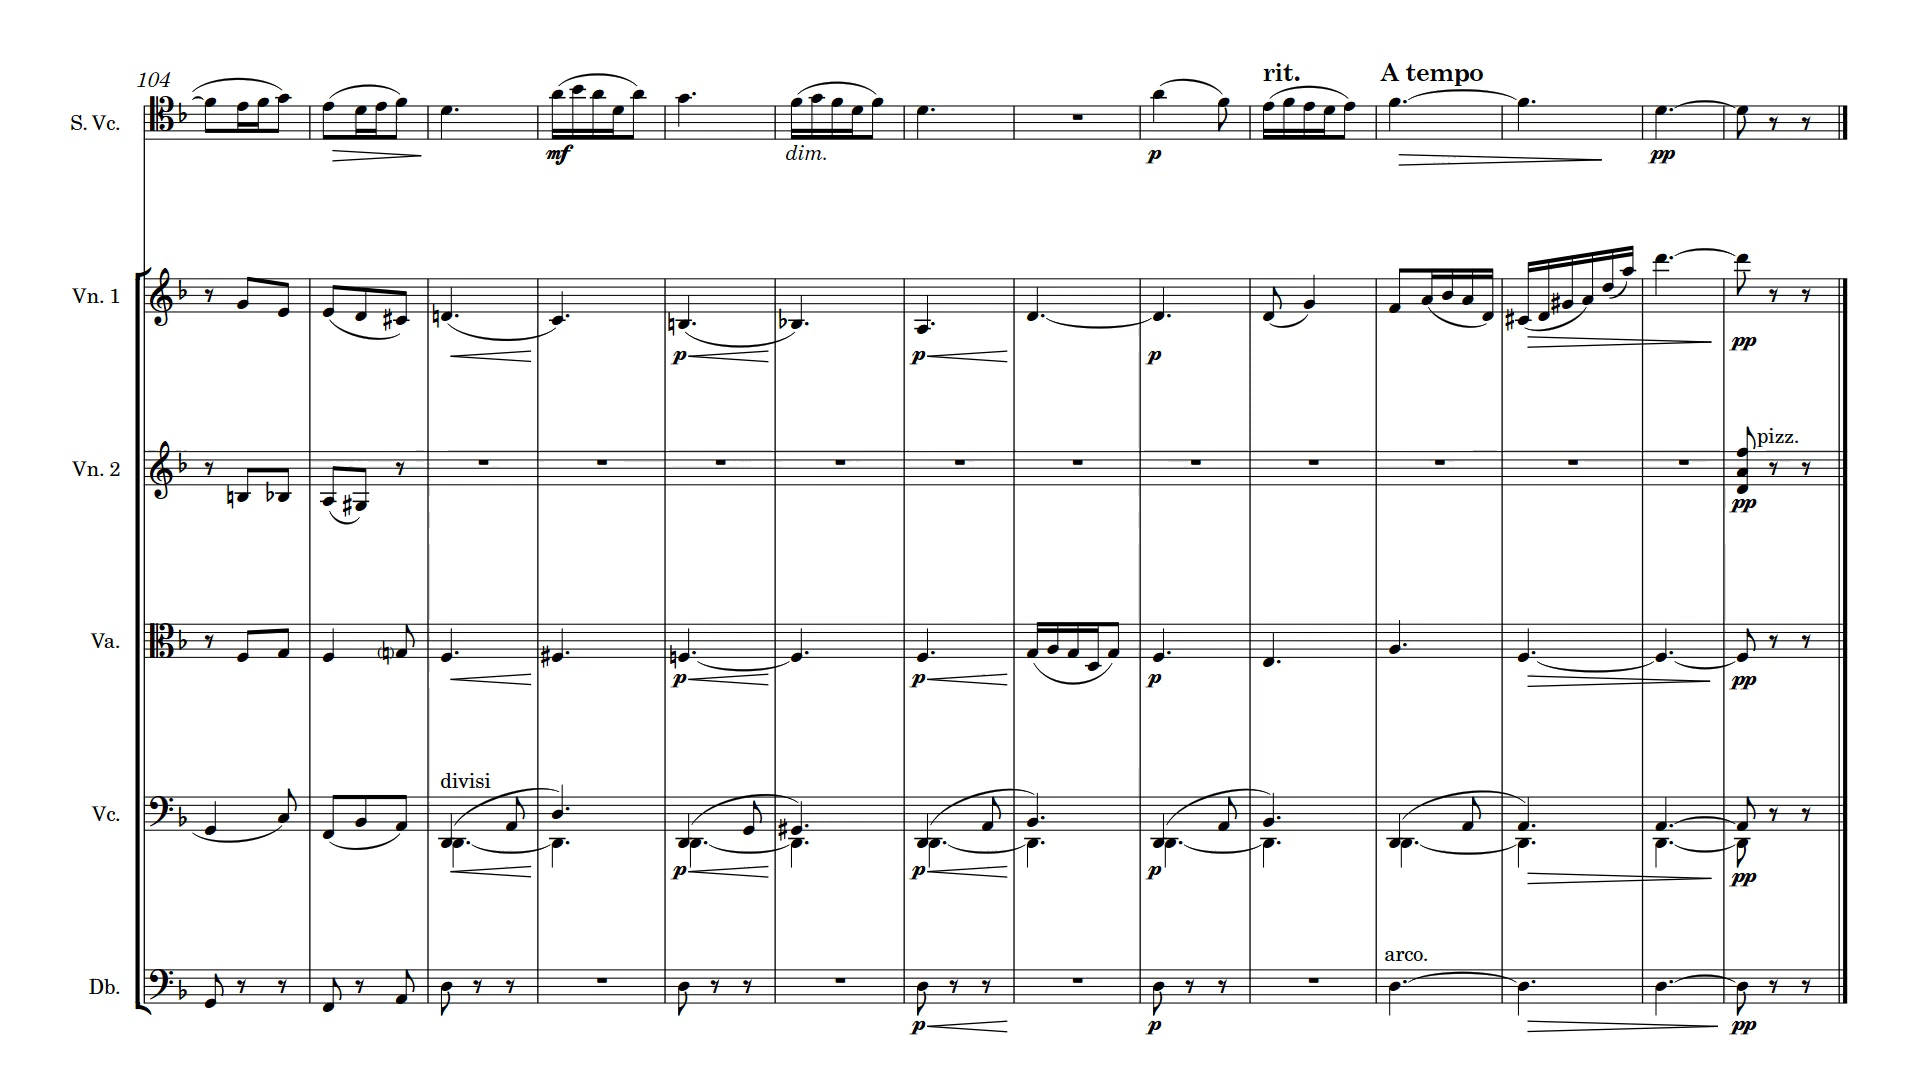 104
rit. A tempo
S. Vc.
mf dim. p pp
Vn. 1
p p p pp
Vn. 2
pizz.
pp
Va.
p p p pp
divisi
Vc.
p p p pp
arco.
Db.
p p pp